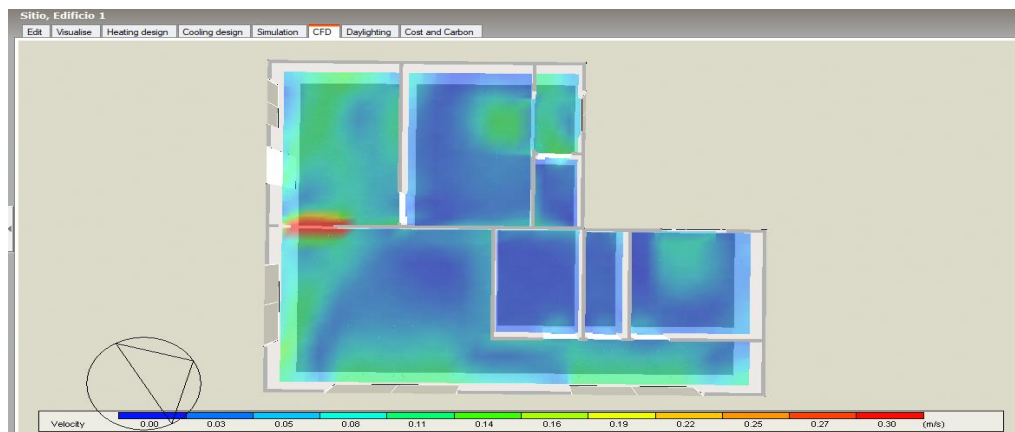 Sitio, Edificio 1
Edit Visualise Heating design Cooling design Simulation CFD Daylighting Cost and Carbon
Velocity 0.00 0.03 0.05 0.08 0.11 0.14 0.16 0.19 0.22 0.25 0.27 0.30 (m/s)